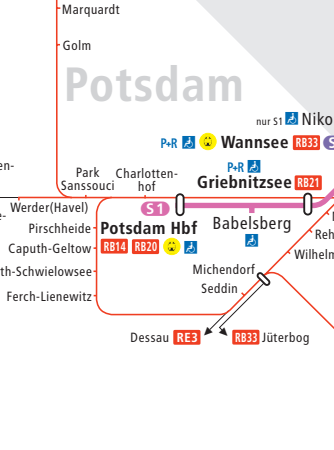 Marquardt
Golm
Potsdam
nur S1 Niko
P+R Wannsee RB33 S
en-
P+R
Park Sanssouci
Charlotten-hof
Griebnitzsee RB21
Werder(Havel)
S1
e-
Pirschheide
Potsdam Hbf
Babelsberg
Reh
Caputh-Geltow
RB14 RB20
Wilhelm
th-Schwielowsee
Michendorf
Ferch-Lienewitz
Seddin
Dessau RE3
RB33 Jüterbog